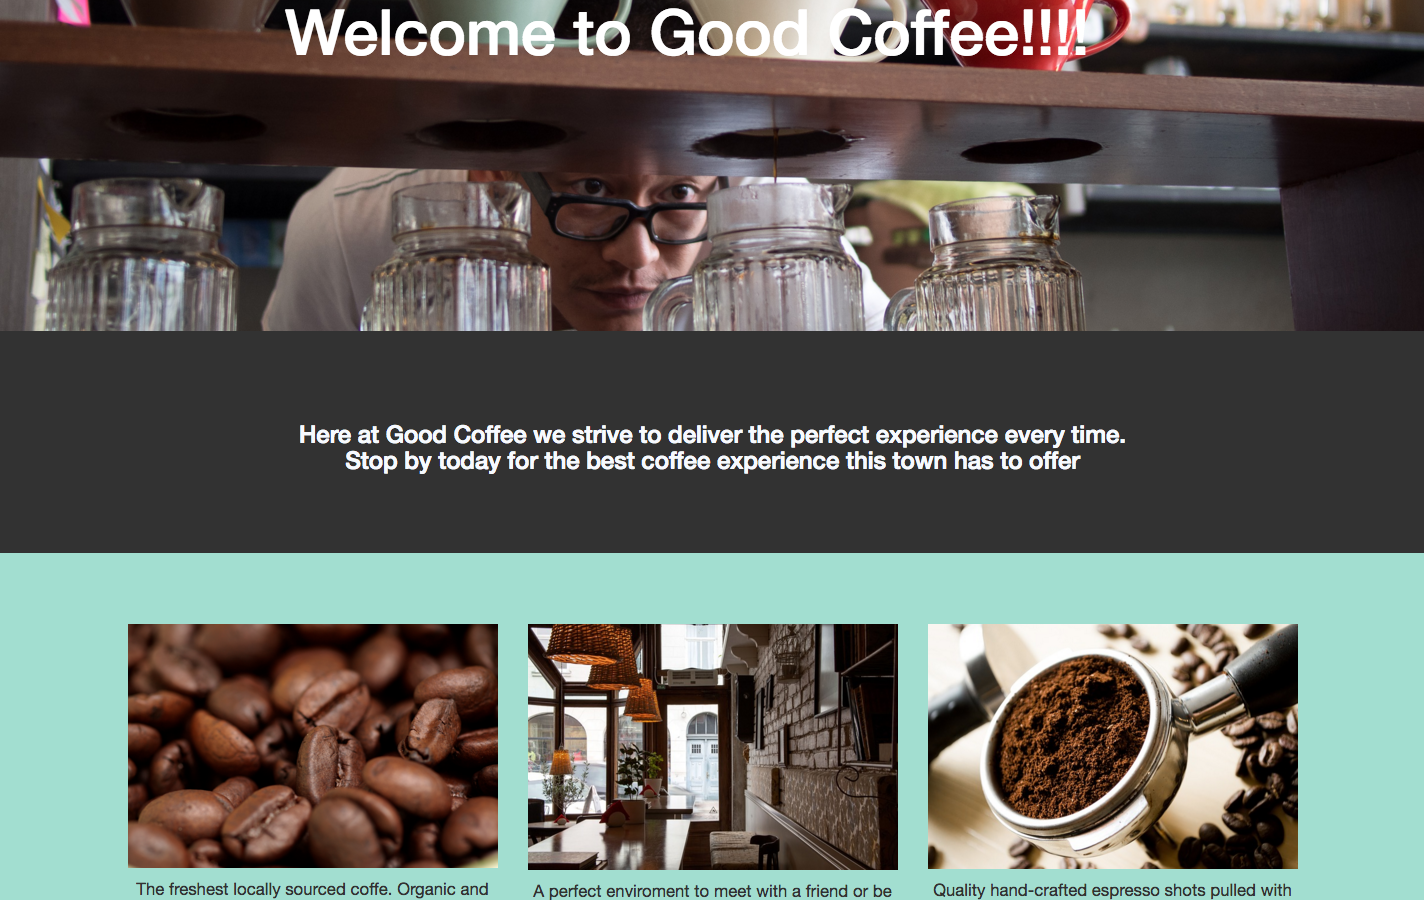 Welcome to Good Coffee!!!!
Here at Good Coffee we strive to deliver the perfect experience every time.
Stop by today for the best coffee experience this town has to offer
The freshest locally sourced coffe. Organic and
A perfect enviroment to meet with a friend or be
Quality hand-crafted espresso shots pulled with